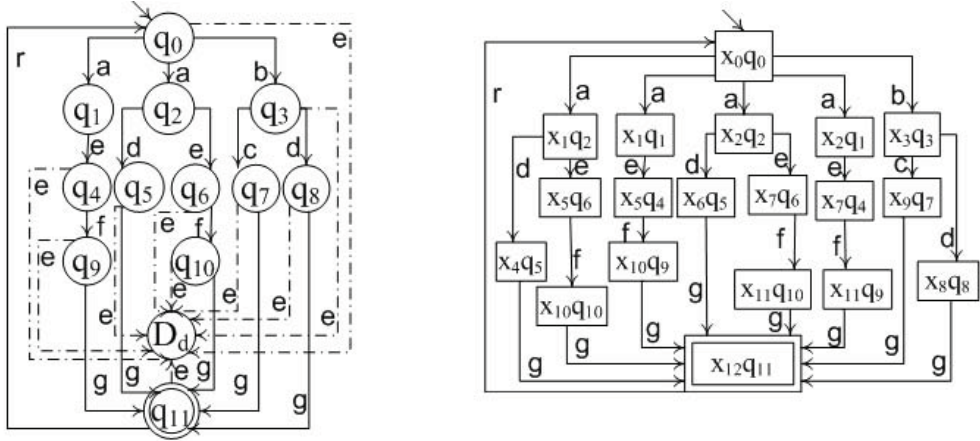 q0 e
x0q0
r a a b
r a a a a b
q1 q2 q3
x1q2 x1q1 x2q2 x2q1 x3q3
e d e c d
d e e d e e c
q4 q5 q6 q7 q8
x5q6 x5q4 x6q5 x7q6 x7q4 x9q7
e f e f
f f f f d
e q9 q10
x4q5 x10q9 x8q8
x10q10 x11q10 x11q9
e e e e
Dd
g g g g g g g
g g e g g g
x12q11
q11